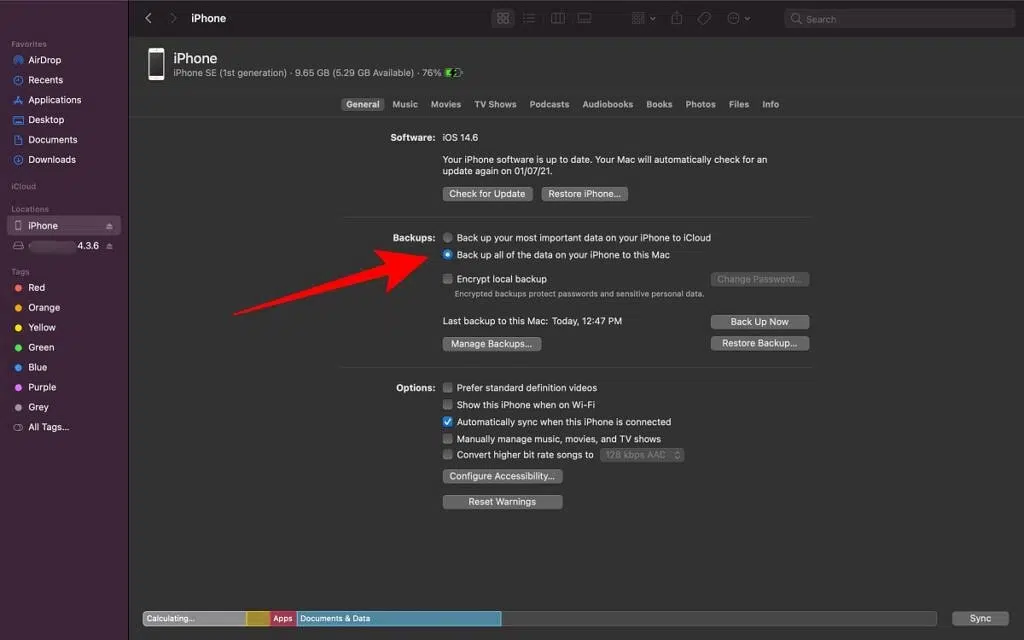 iPhone
Search
Favorites
AirDrop
Recents
Applications
Desktop
Documents
Downloads
iCloud
Locations
iPhone
4.3.6
Tags
Red
Orange
Yellow
Green
Blue
Purple
Grey
All Tags...
iPhone
iPhone SE (1st generation) · 9.65 GB (5.29 GB Available) · 76%
General Music Movies TV Shows Podcasts Audiobooks Books Photos Files Info
Software: iOS 14.6
Your iPhone software is up to date. Your Mac will automatically check for an
update again on 01/07/21.
Check for Update Restore iPhone...
Backups: Back up your most important data on your iPhone to iCloud
Back up all of the data on your iPhone to this Mac
Encrypt local backup Change Password...
Encrypted backups protect passwords and sensitive personal data.
Last backup to this Mac: Today, 12:47 PM Back Up Now
Manage Backups... Restore Backup...
Options: Prefer standard definition videos
Show this iPhone when on Wi-Fi
Automatically sync when this iPhone is connected
Manually manage music, movies, and TV shows
Convert higher bit rate songs to 128 kbps AAC
Configure Accessibility...
Reset Warnings
Calculating... Apps Documents & Data Sync